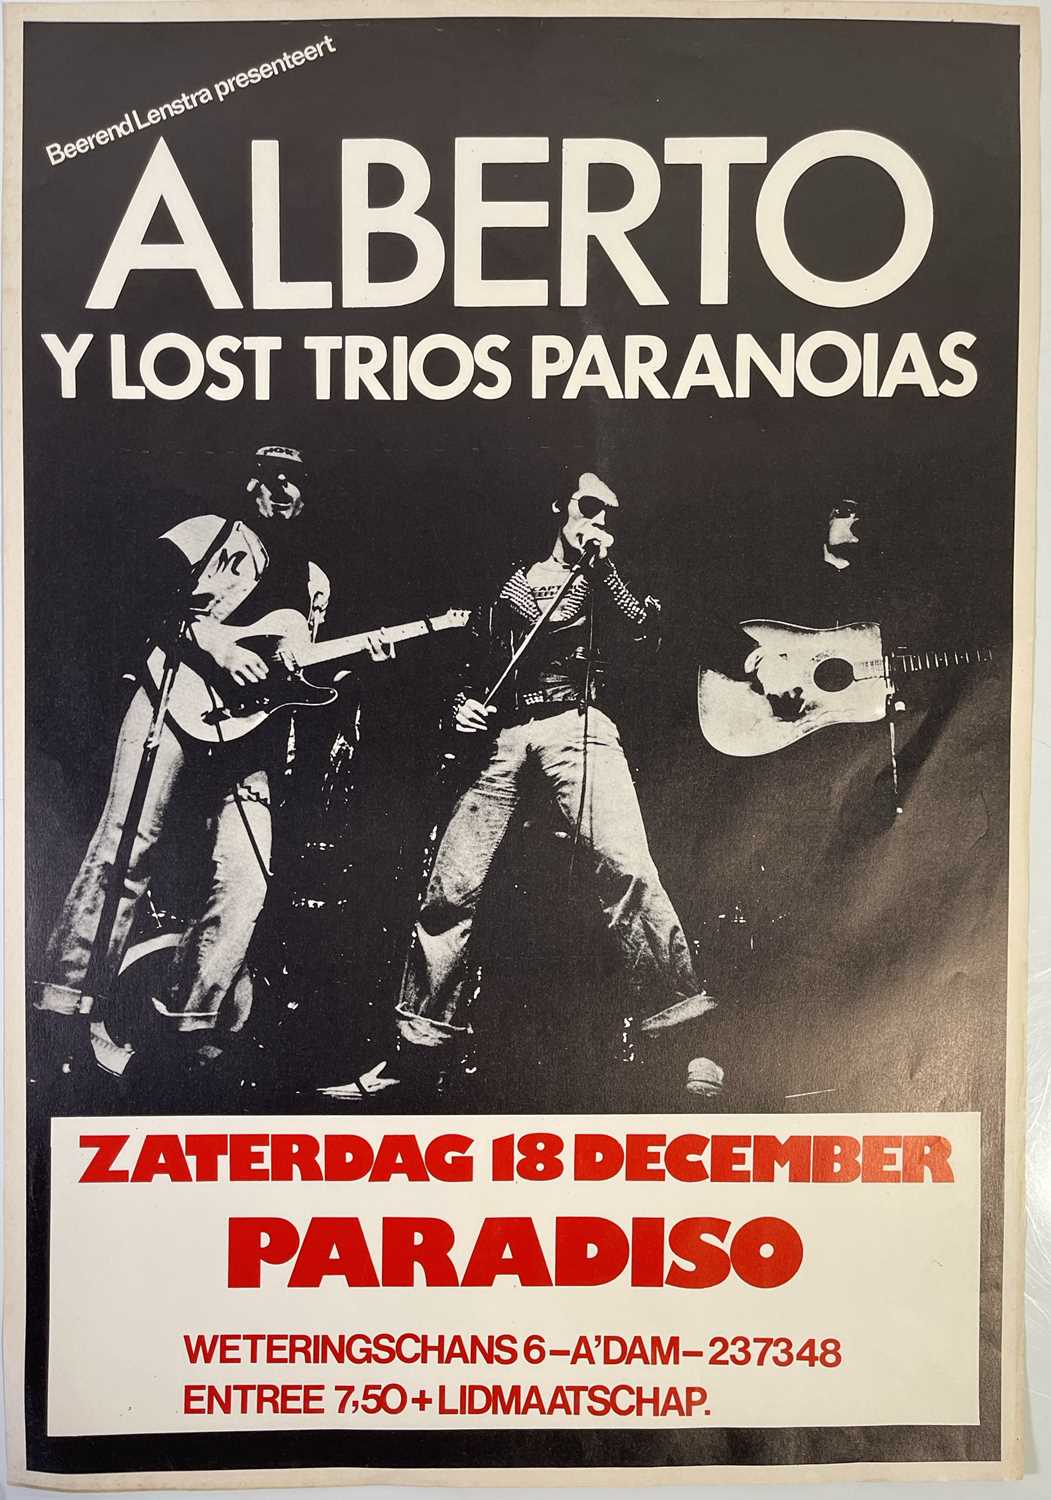 Beerend Lenstra presenteert
ALBERTO
Y LOST TRIOS PARANOIAS
ZATERDAG 18 DECEMBER
PARADISO
WETERINGSCHANS 6–A'DAM–237348
ENTREE 7,50+LIDMAATSCHAP.